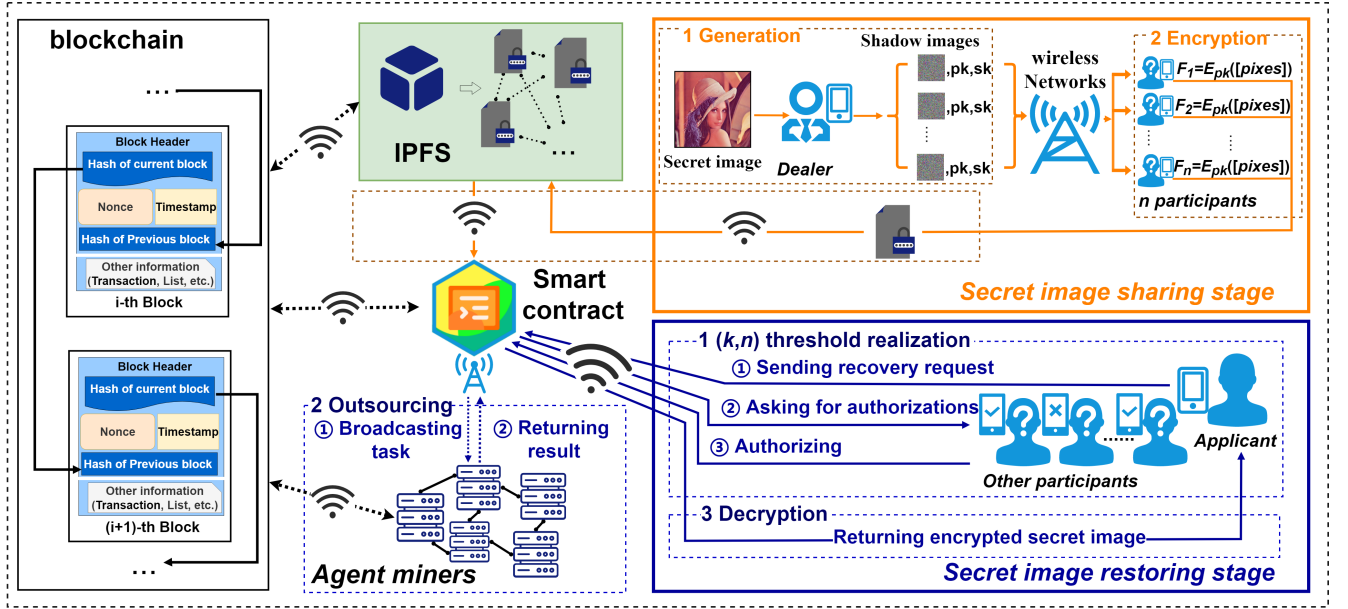 blockchain
...
Block Header
Hash of current block
Nonce
Timestamp
Hash of Previous block
Other information
(Transaction, List, etc.)
i-th Block
Block Header
Hash of current block
Nonce
Timestamp
Hash of Previous block
Other information
(Transaction, List, etc.)
(i+1)-th Block
...
IPFS
...
Smart
contract
2 Outsourcing
① Broadcasting
task
② Returning
result
Agent miners
1 Generation
Secret image
Dealer
Shadow images
,pk,sk
,pk,sk
,pk,sk
wireless
Networks
2 Encryption
F1=Epk([pixes])
F2=Epk([pixes])
Fn=Epk([pixes])
n participants
Secret image sharing stage
1 (k,n) threshold realization
① Sending recovery request
② Asking for authorizations
③ Authorizing
......
Other participants
Applicant
3 Decryption
Returning encrypted secret image
Secret image restoring stage